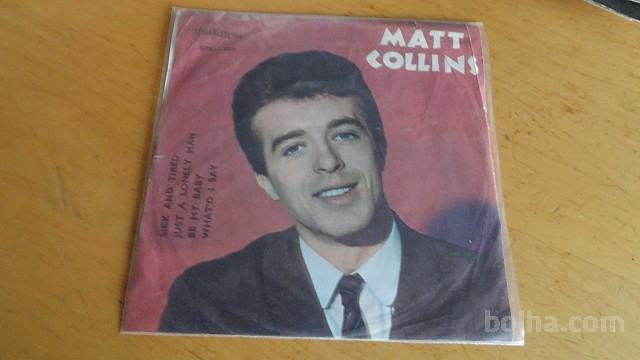 MATT
COLLINS
SICK AND TIRED
JUST A LONELY MAN
BE MY BABY
WHAT'D I SAY
bolha.com